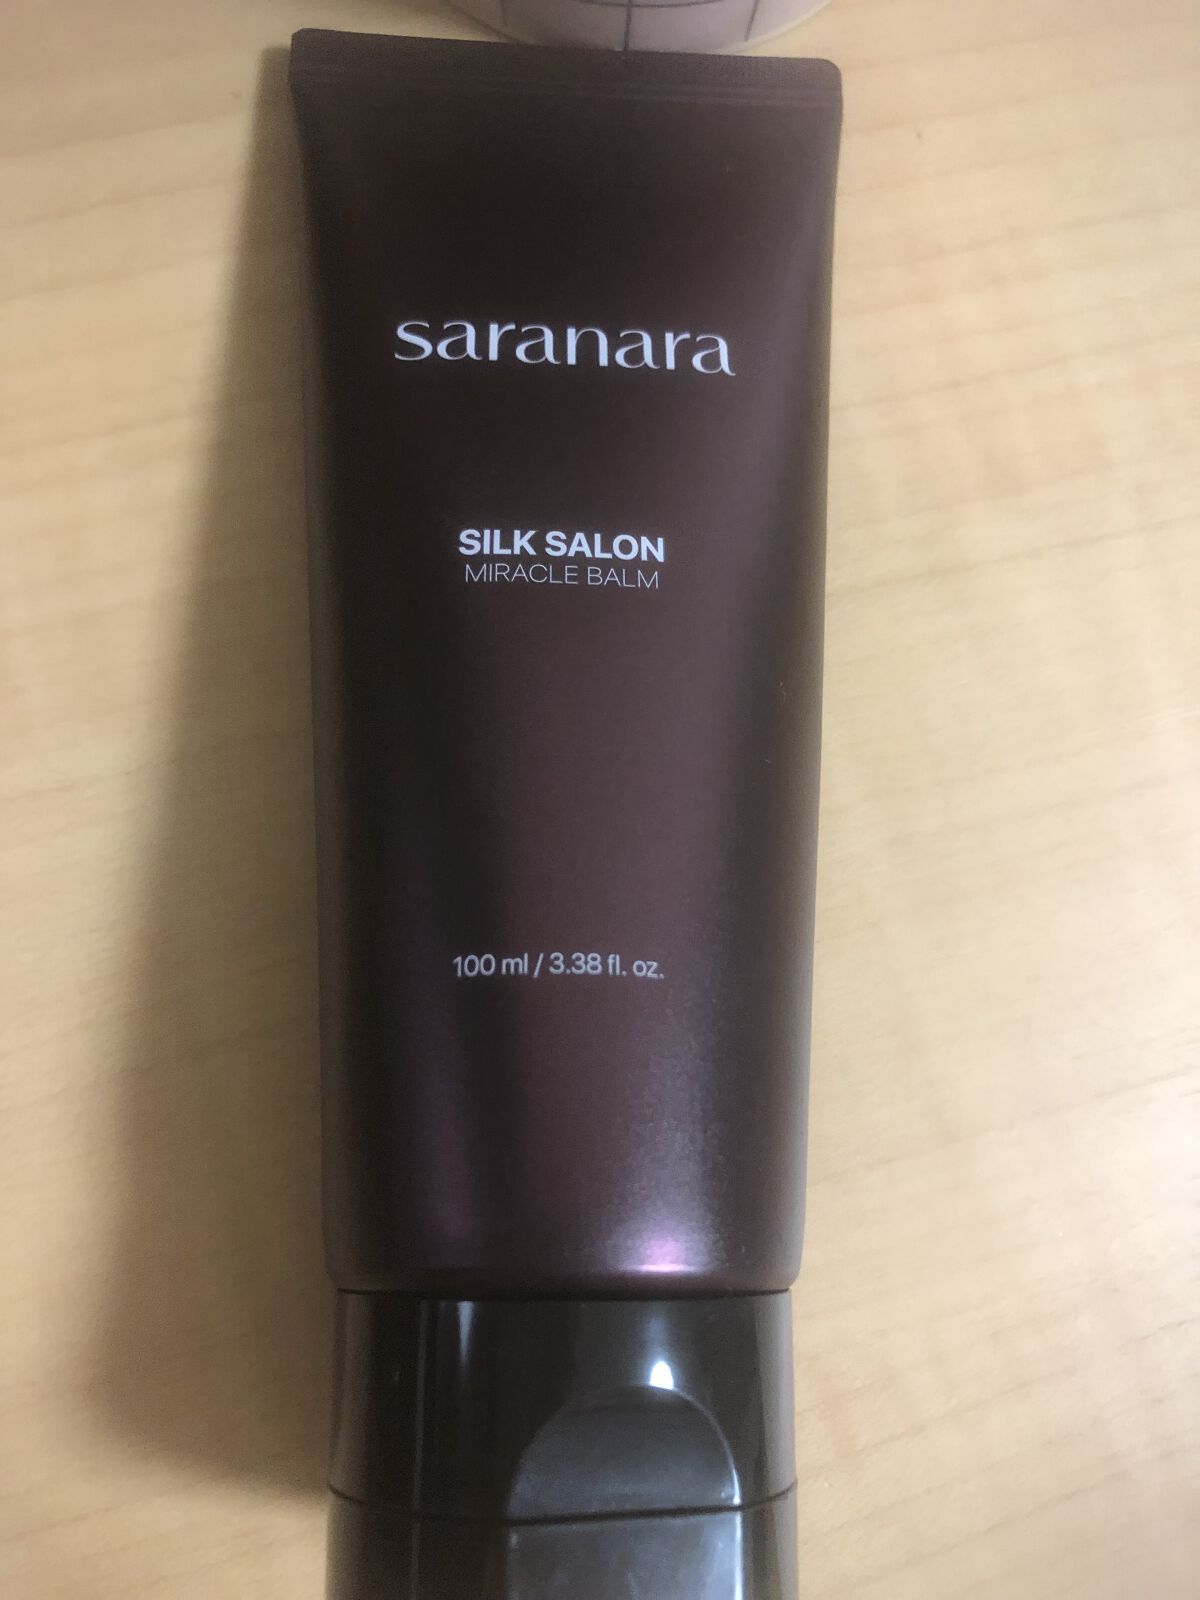 saranara
SILK SALON
MIRACLE BALM
100 ml / 3.38 fl. oz.